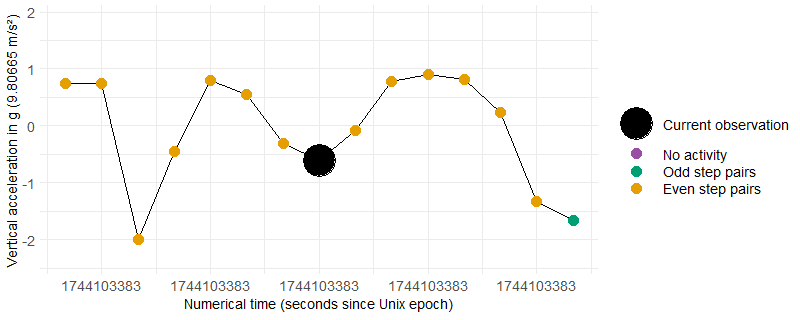 Vertical acceleration in g (9.80665 m/s²)
2
1
0
-1
-2
1744103383 1744103383 1744103383 1744103383 1744103383
Numerical time (seconds since Unix epoch)
Current observation
No activity
Odd step pairs
Even step pairs